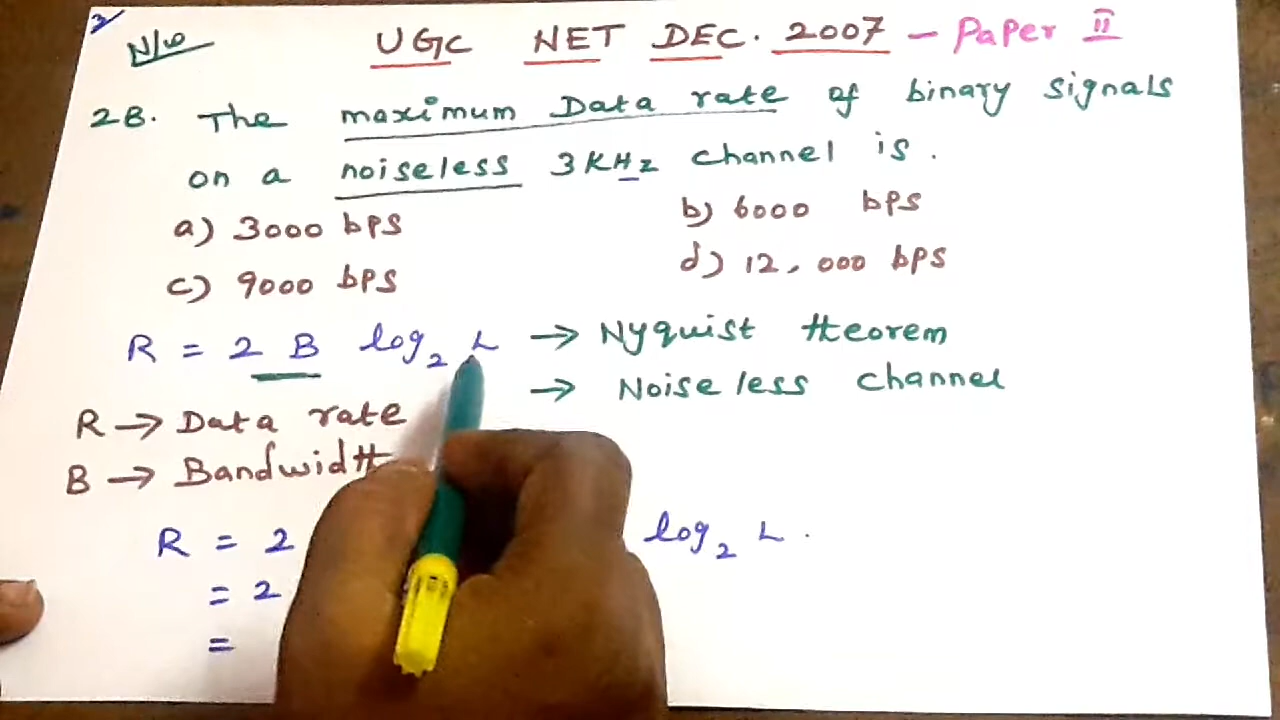 N/w
UGC NET DEC. 2007 - Paper II
28. The maximum Data rate of binary signals
on a noiseless 3KHz channel is.
a) 3000 bps b) 6000 bps
c) 9000 bps d) 12,000 bps
R = 2 B log₂ L → Nyquist theorem
→ Noiseless channel
R → Data rate
B → Bandwidth
R = 2 log₂ L.
= 2
=